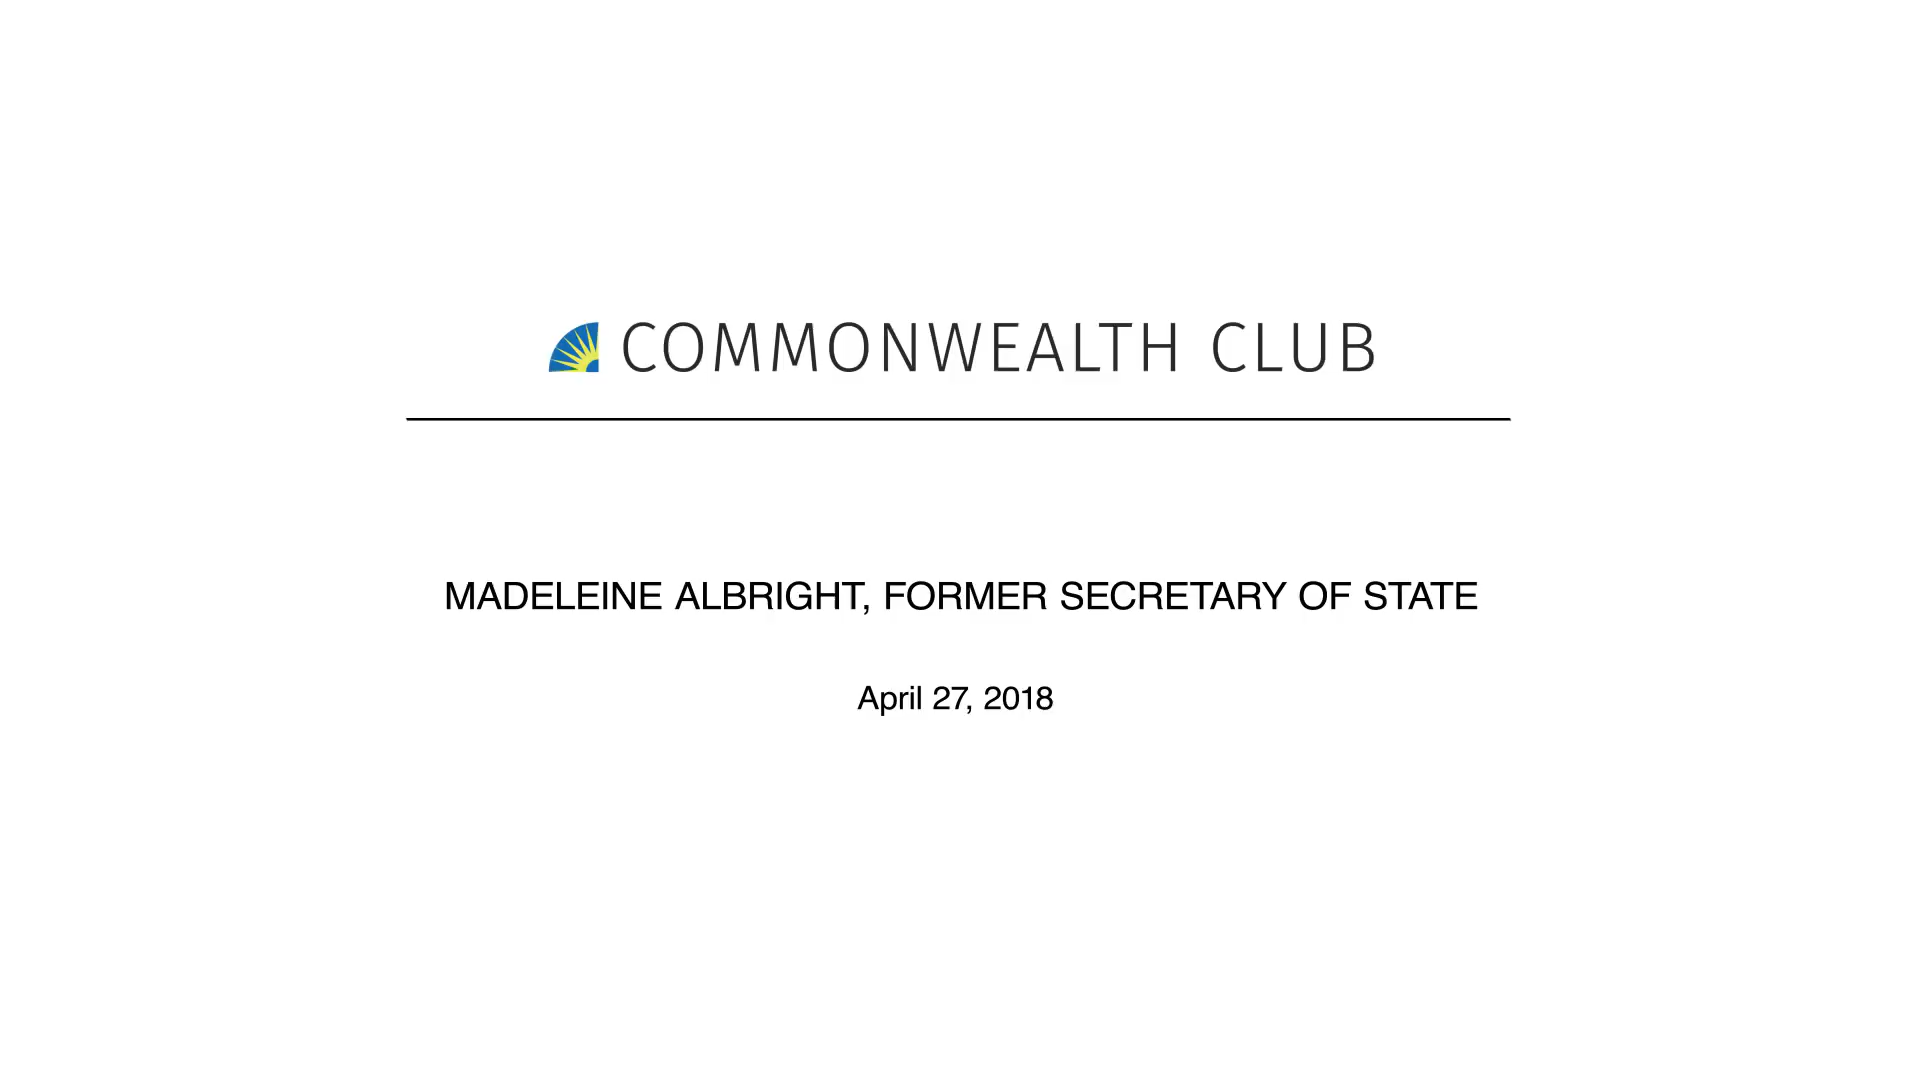 COMMONWEALTH CLUB
MADELEINE ALBRIGHT, FORMER SECRETARY OF STATE
April 27, 2018